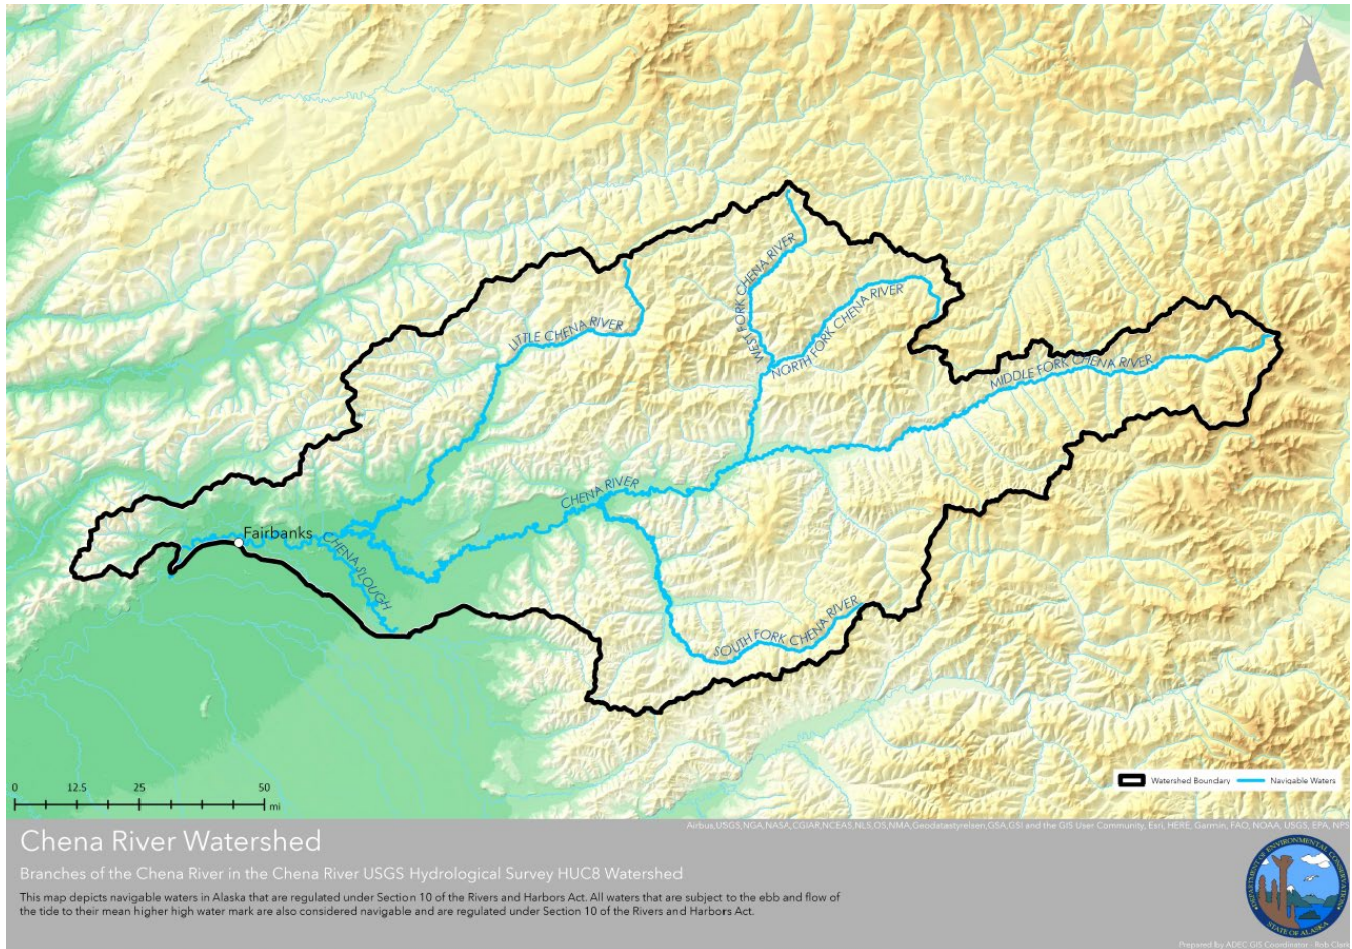 N
WEST FORK CHENA RIVER
LITTLE CHENA RIVER
NORTH FORK CHENA RIVER
MIDDLE FORK CHENA RIVER
CHENA RIVER
Fairbanks
CHENA SLOUGH
SOUTH FORK CHENA RIVER
0 12.5 25 50
mi
Watershed Boundary Navigable Waters
Airbus,USGS,NGA,NASA,CGIAR,NCEAS,NLS,OS,NMA,Geodatastyrelsen,GSA,GSI and the GIS User Community, Esri, HERE, Garmin, FAO, NOAA, USGS, EPA, NPS
Chena River Watershed
Branches of the Chena River in the Chena River USGS Hydrological Survey HUC8 Watershed
This map depicts navigable waters in Alaska that are regulated under Section 10 of the Rivers and Harbors Act. All waters that are subject to the ebb and flow of
the tide to their mean higher high water mark are also considered navigable and are regulated under Section 10 of the Rivers and Harbors Act.
DEPARTMENT OF ENVIRONMENTAL CONSERVATION
STATE OF ALASKA
Prepared by ADEC GIS Coordinator - Rob Clark